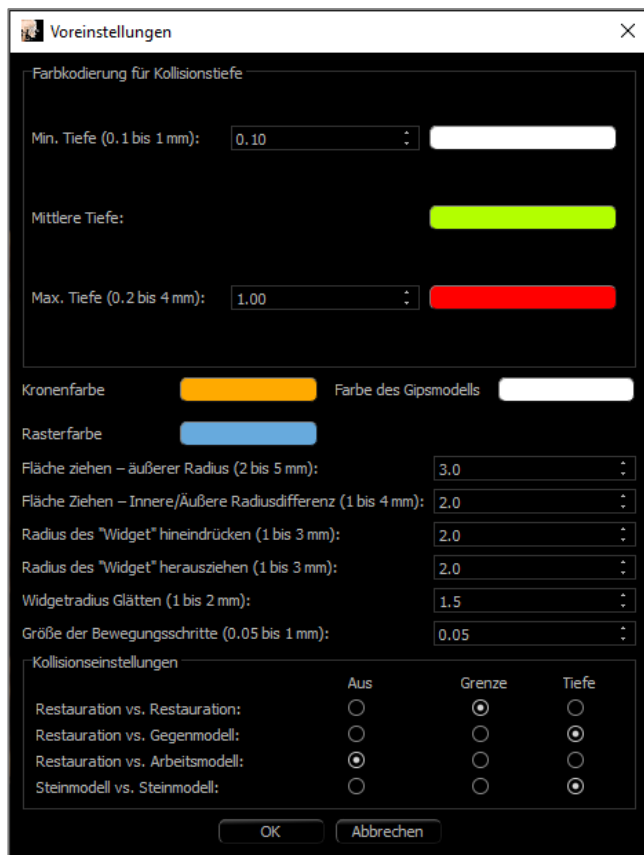 Voreinstellungen
Farbkodierung für Kollisionstiefe
Min. Tiefe (0.1 bis 1 mm): 0.10
Mittlere Tiefe:
Max. Tiefe (0.2 bis 4 mm): 1.00
Kronenfarbe Farbe des Gipsmodells
Rasterfarbe
Fläche ziehen – äußerer Radius (2 bis 5 mm): 3.0
Fläche Ziehen – Innere/Äußere Radiusdifferenz (1 bis 4 mm): 2.0
Radius des "Widget" hineindrücken (1 bis 3 mm): 2.0
Radius des "Widget" herausziehen (1 bis 3 mm): 2.0
Widgetradius Glätten (1 bis 2 mm): 1.5
Größe der Bewegungsschritte (0.05 bis 1 mm): 0.05
Kollisionseinstellungen
Aus Grenze Tiefe
Restauration vs. Restauration:
Restauration vs. Gegenmodell:
Restauration vs. Arbeitsmodell:
Steinmodell vs. Steinmodell:
OK Abbrechen